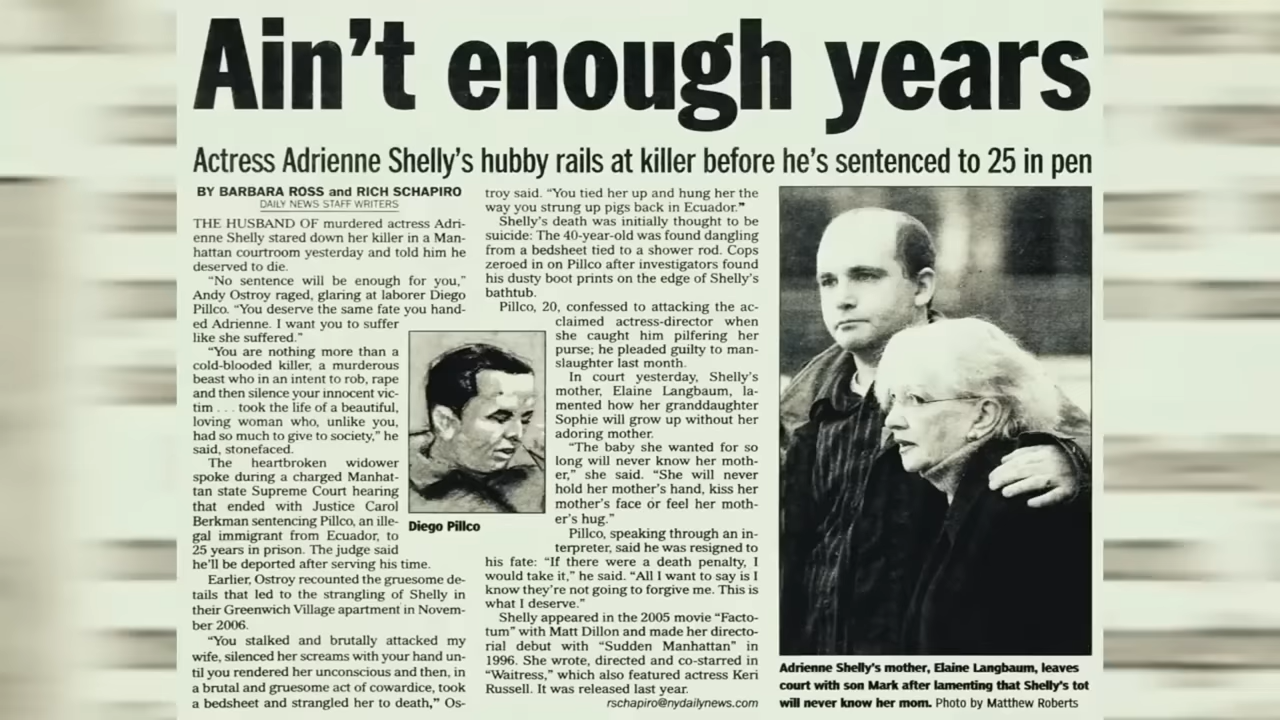 Ain't enough years
Actress Adrienne Shelly's hubby rails at killer before he's sentenced to 25 in pen
BY BARBARA ROSS and RICH SCHAPIRO
DAILY NEWS STAFF WRITERS
THE HUSBAND OF murdered actress Adri-
enne Shelly stared down her killer in a Man-
hattan courtroom yesterday and told him he
deserved to die.
"No sentence will be enough for you,"
Andy Ostroy raged, glaring at laborer Diego
Pillco. "You deserve the same fate you hand-
ed Adrienne. I want you to suffer
like she suffered."
"You are nothing more than a
cold-blooded killer, a murderous
beast who in an intent to rob, rape
and then silence your innocent vic-
tim . . . took the life of a beautiful,
loving woman who, unlike you,
had so much to give to society," he
said, stonefaced.
The heartbroken widower
spoke during a charged Manhat-
tan state Supreme Court hearing
that ended with Justice Carol
Berkman sentencing Pillco, an ille-
gal immigrant from Ecuador, to
25 years in prison. The judge said
he'll be deported after serving his time.
Earlier, Ostroy recounted the gruesome de-
tails that led to the strangling of Shelly in
their Greenwich Village apartment in Novem-
ber 2006.
"You stalked and brutally attacked my
wife, silenced her screams with your hand un-
til you rendered her unconscious and then, in
a brutal and gruesome act of cowardice, took
a bedsheet and strangled her to death," Os-
troy said. "You tied her up and hung her the
way you strung up pigs back in Ecuador."
Shelly's death was initially thought to be
suicide: The 40-year-old was found dangling
from a bedsheet tied to a shower rod. Cops
zeroed in on Pillco after investigators found
his dusty boot prints on the edge of Shelly's
bathtub.
Pillco, 20, confessed to attacking the ac-
claimed actress-director when
she caught him pilfering her
purse; he pleaded guilty to man-
slaughter last month.
In court yesterday, Shelly's
mother, Elaine Langbaum, la-
mented how her granddaughter
Sophie will grow up without her
adoring mother.
"The baby she wanted for so
long will never know her moth-
er," she said. "She will never
hold her mother's hand, kiss her
mother's face or feel her moth-
er's hug."
Pillco, speaking through an in-
terpreter, said he was resigned to
his fate: "If there were a death penalty, I
would take it," he said. "All I want to say is I
know they're not going to forgive me. This is
what I deserve."
Shelly appeared in the 2005 movie "Facto-
tum" with Matt Dillon and made her directo-
rial debut with "Sudden Manhattan" in
1996. She wrote, directed and co-starred in
"Waitress," which also featured actress Keri
Russell. It was released last year.
rschapiro@nydailynews.com
Diego Pillco
Adrienne Shelly's mother, Elaine Langbaum, leaves
court with son Mark after lamenting that Shelly's tot
will never know her mom. Photo by Matthew Roberts